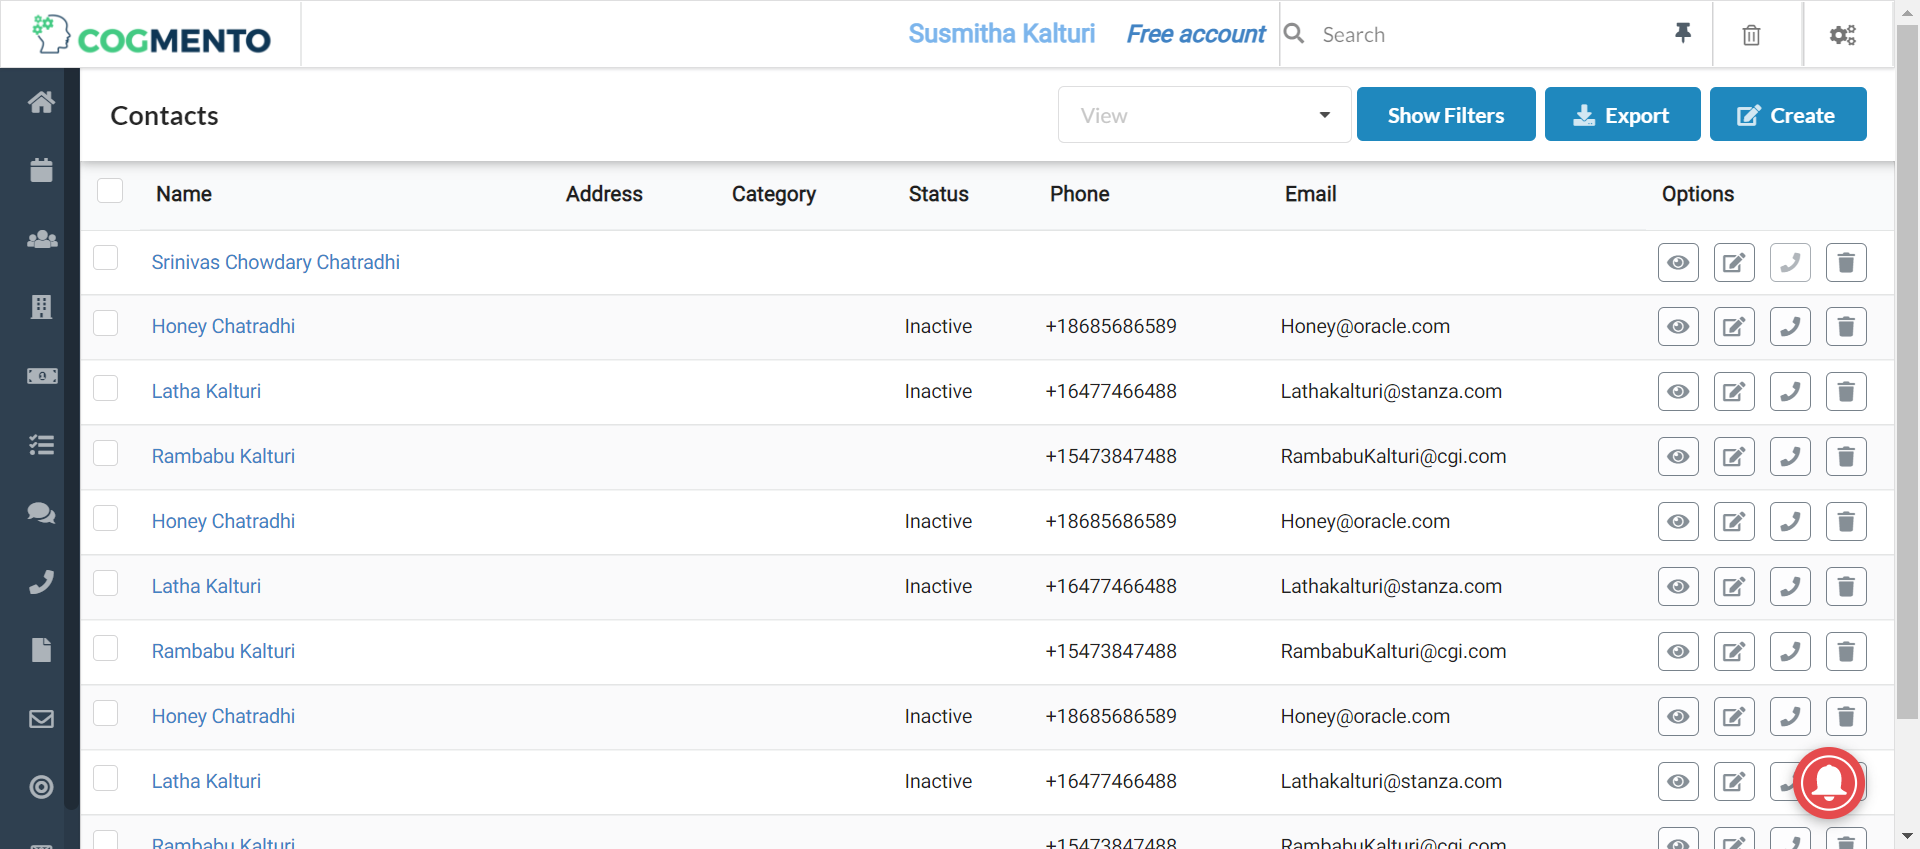 COGMENTO
Susmitha Kalturi Free account Search
Contacts View Show Filters Export Create
Name Address Category Status Phone Email Options
Srinivas Chowdary Chatradhi
Honey Chatradhi Inactive +18685686589 Honey@oracle.com
Latha Kalturi Inactive +16477466488 Lathakalturi@stanza.com
Rambabu Kalturi +15473847488 RambabuKalturi@cgi.com
Honey Chatradhi Inactive +18685686589 Honey@oracle.com
Latha Kalturi Inactive +16477466488 Lathakalturi@stanza.com
Rambabu Kalturi +15473847488 RambabuKalturi@cgi.com
Honey Chatradhi Inactive +18685686589 Honey@oracle.com
Latha Kalturi Inactive +16477466488 Lathakalturi@stanza.com
Rambabu Kalturi +15473847488 RambabuKalturi@cgi.com